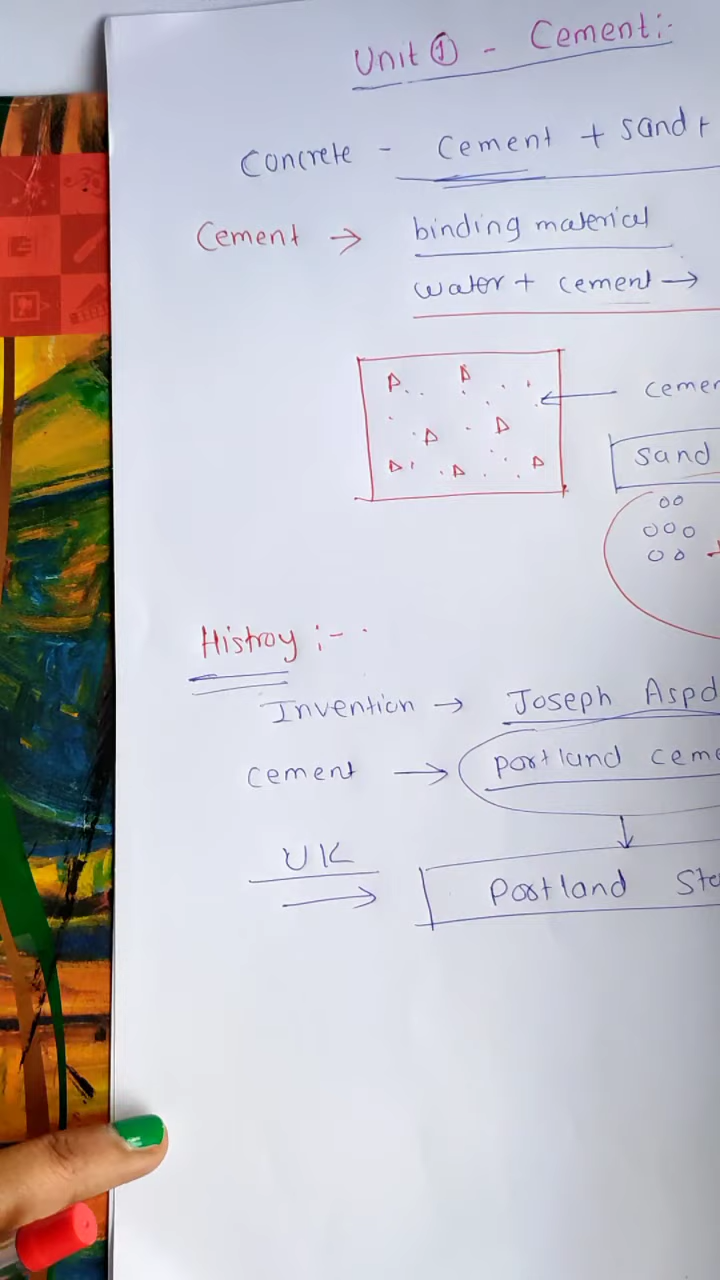 Unit ① - Cement:-
Concrete - Cement + Sand +
Cement → binding material
water + cement →
cemen
Sand
Histroy :-
Invention → Joseph Aspd
cement → portland ceme
UK
→ Portland Sto